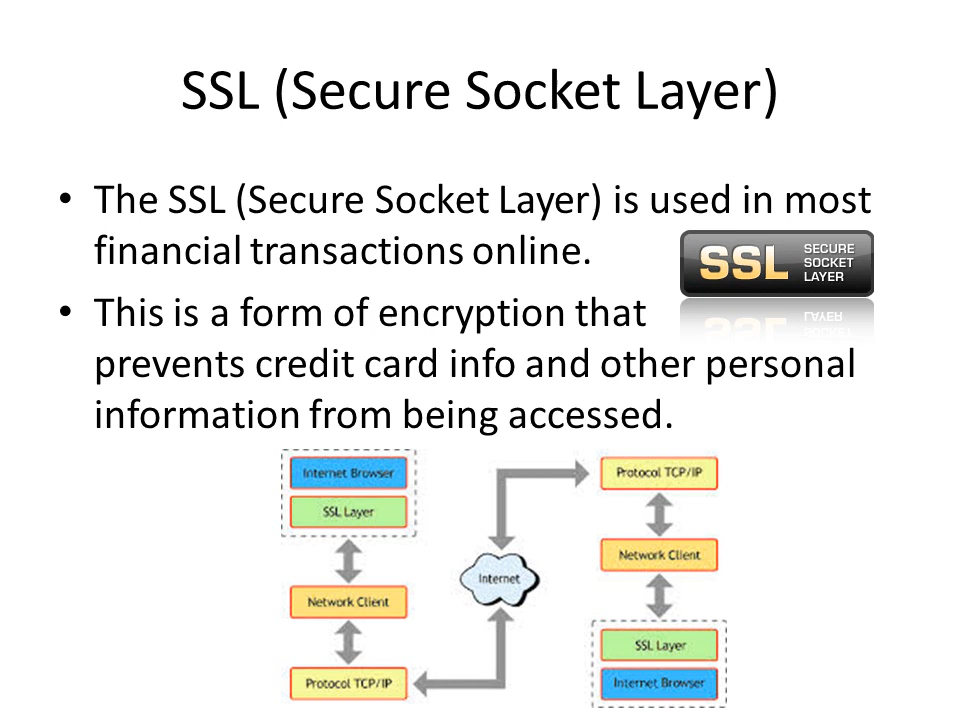 SSL (Secure Socket Layer)
• The SSL (Secure Socket Layer) is used in most
financial transactions online.
SSL SECURE
SOCKET
LAYER
• This is a form of encryption that
prevents credit card info and other personal
information from being accessed.
Internet Browser
SSL Layer
Network Client
Protocol TCP/IP
Internet
Protocol TCP/IP
Network Client
SSL Layer
Internet Browser